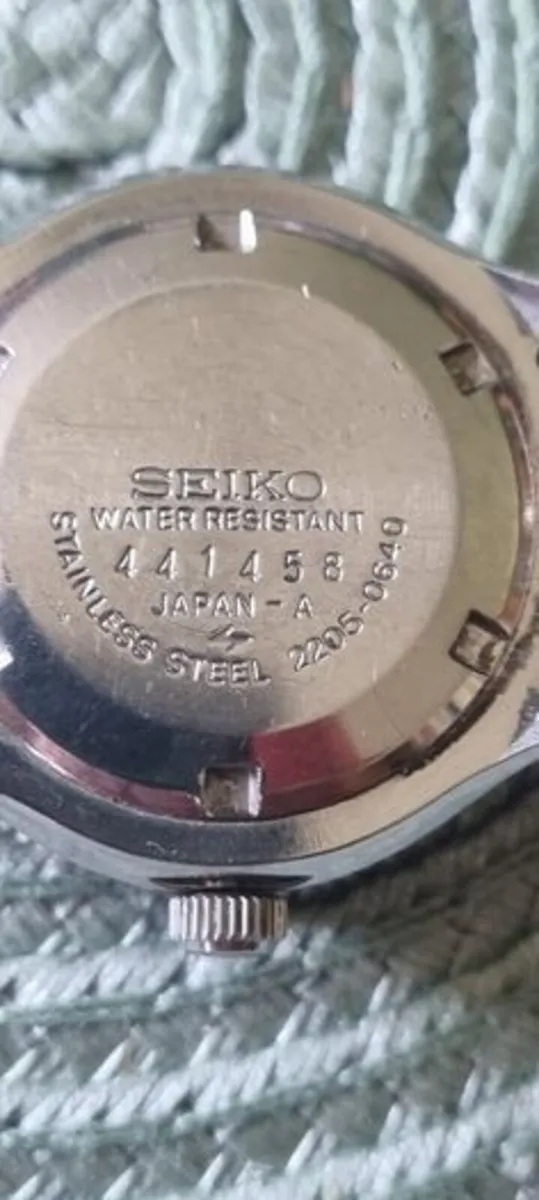 SEIKO
WATER RESISTANT
441458
JAPAN-A
STAINLESS STEEL 2205-0640